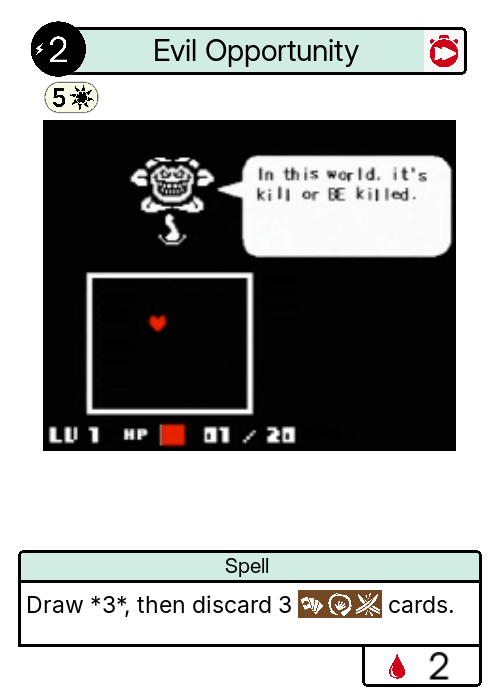 2 Evil Opportunity
5
In this world, it's
kill or BE killed.
LV 1 HP 01 / 20
Spell
Draw *3*, then discard 3 cards.
2